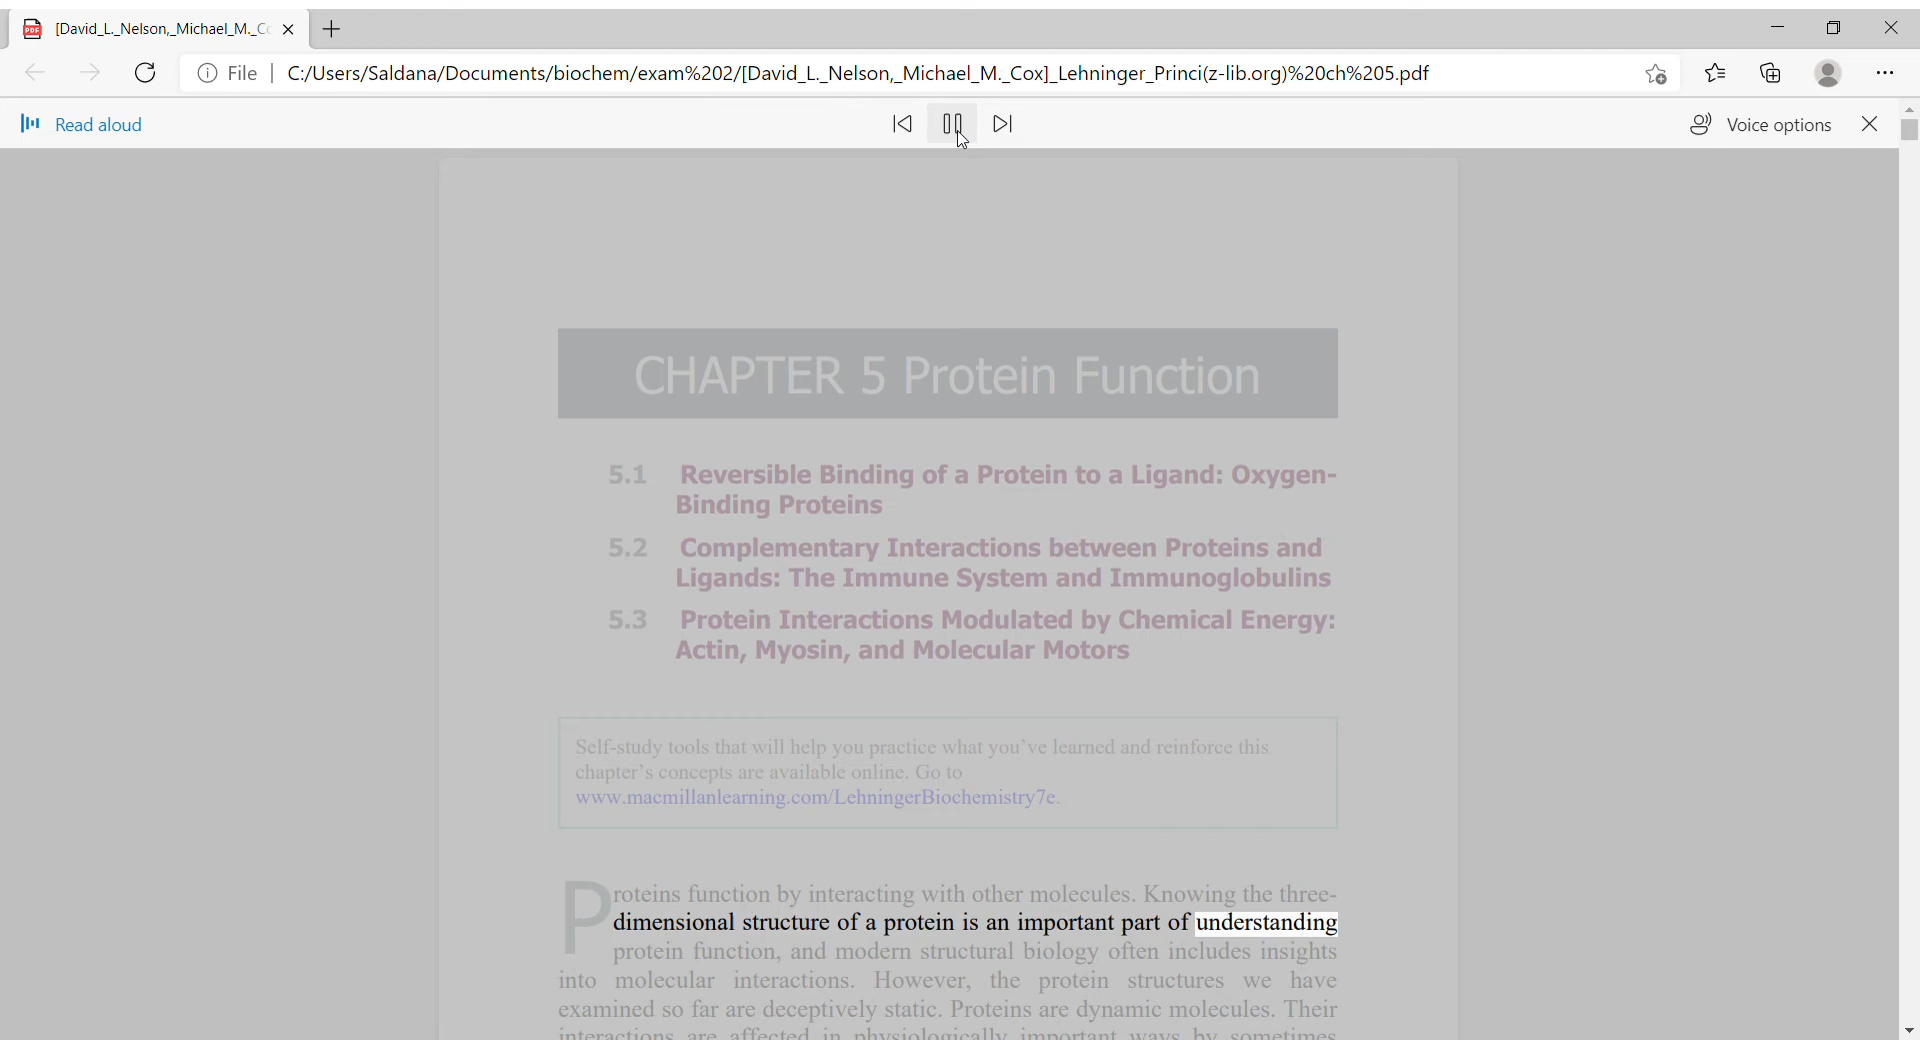 [David_L._Nelson,_Michael_M._Co
File
C:/Users/Saldana/Documents/biochem/exam%202/[David_L._Nelson,_Michael_M._Cox]_Lehninger_Princi(z-lib.org)%20ch%205.pdf
Read aloud
Voice options
CHAPTER 5 Protein Function
5.1 Reversible Binding of a Protein to a Ligand: Oxygen-
Binding Proteins
5.2 Complementary Interactions between Proteins and
Ligands: The Immune System and Immunoglobulins
5.3 Protein Interactions Modulated by Chemical Energy:
Actin, Myosin, and Molecular Motors
Self-study tools that will help you practice what you've learned and reinforce this
chapter's concepts are available online. Go to
www.macmillanlearning.com/LehningerBiochemistry7e.
Proteins function by interacting with other molecules. Knowing the three-
dimensional structure of a protein is an important part of understanding
protein function, and modern structural biology often includes insights
into molecular interactions. However, the protein structures we have
examined so far are deceptively static. Proteins are dynamic molecules. Their
interactions are affected in physiologically important ways by sometimes